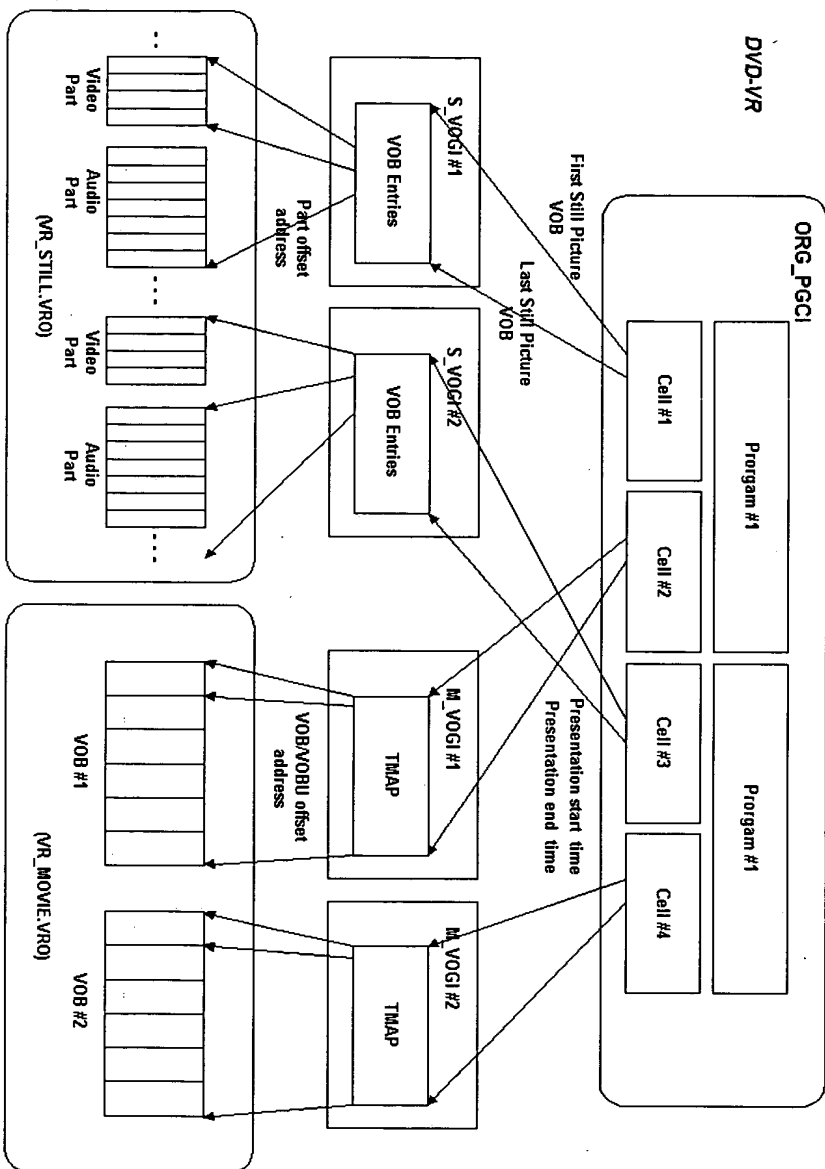 DVD-VR
ORG_PGCI
Prorgam #1
Prorgam #1
Cell #1
Cell #2
Cell #3
Cell #4
First Still Picture
VOB
Last Still Picture
VOB
Presentation start time
Presentation end time
S_VOGI #1
VOB Entries
S_VOGI #2
VOB Entries
M_VOGI #1
TMAP
M_VOGI #2
TMAP
Part offset
address
VOB/VOBU offset
address
Video
Part
Audio
Part
Video
Part
Audio
Part
VOB #1
VOB #2
(VR_STILL.VRO)
(VR_MOVIE.VRO)